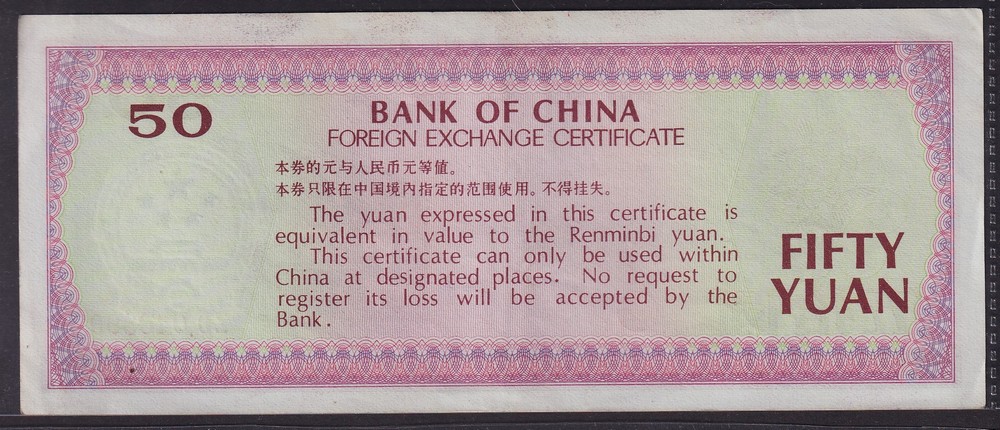 50
BANK OF CHINA
FOREIGN EXCHANGE CERTIFICATE
本券的元与人民币元等值。
本券只限在中国境内指定的范围使用。不得挂失。
The yuan expressed in this certificate is
equivalent in value to the Renminbi yuan.
This certificate can only be used within
China at designated places. No request to
register its loss will be accepted by the
Bank.
FIFTY
YUAN